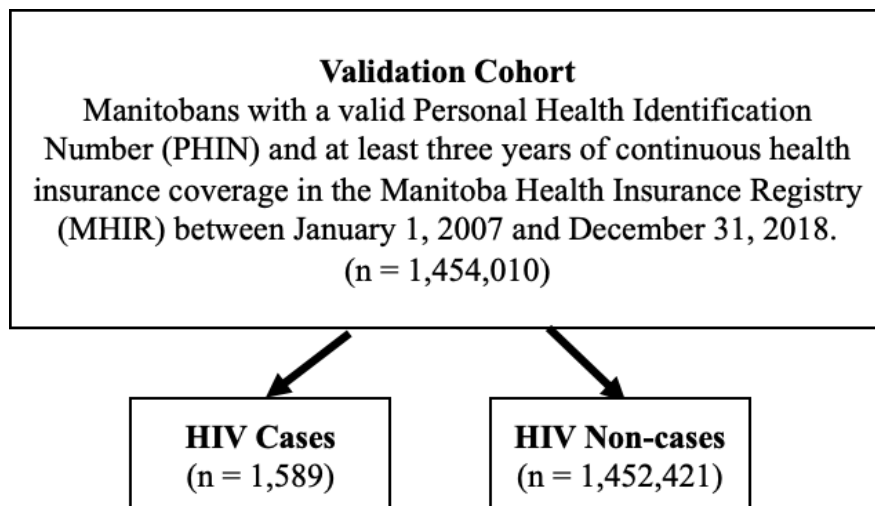 Validation Cohort
Manitobans with a valid Personal Health Identification
Number (PHIN) and at least three years of continuous health
insurance coverage in the Manitoba Health Insurance Registry
(MHIR) between January 1, 2007 and December 31, 2018.
(n = 1,454,010)
HIV Cases
(n = 1,589)
HIV Non-cases
(n = 1,452,421)